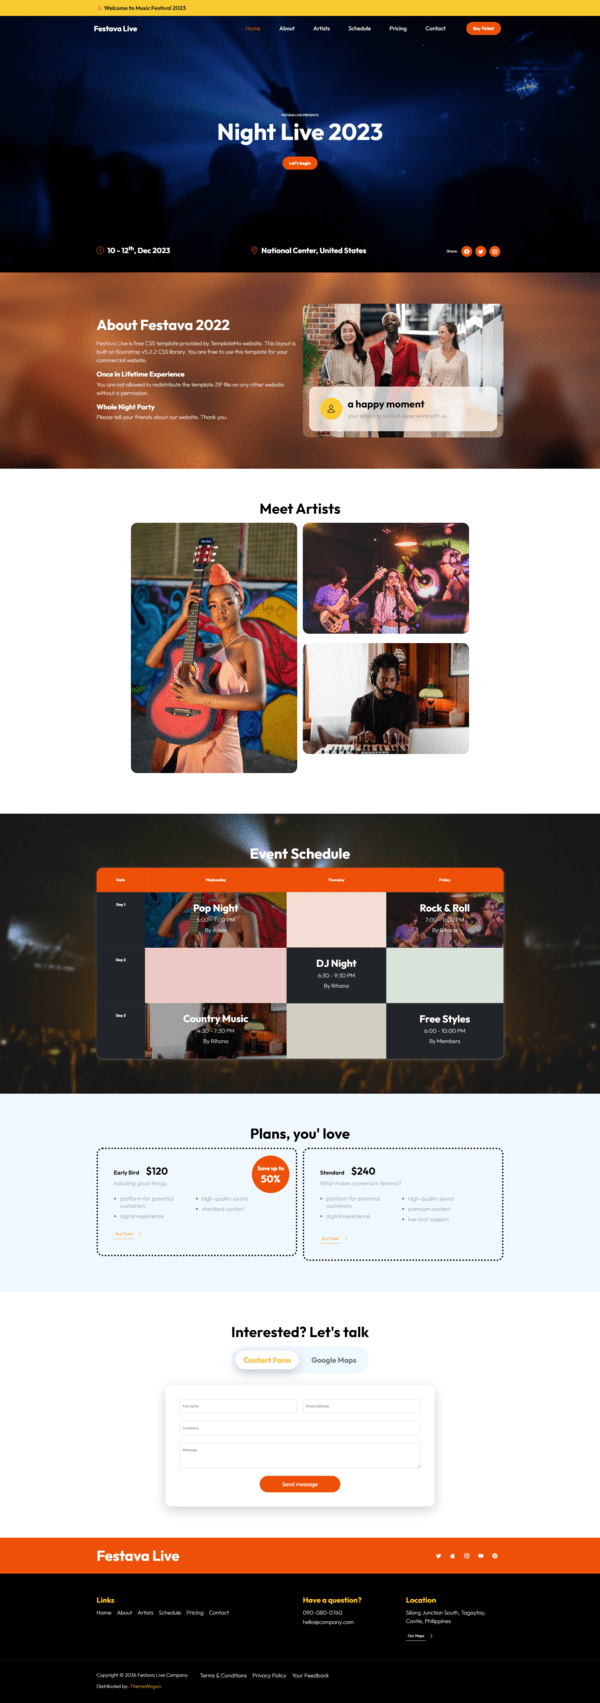 Welcome to Music Festival 2023
Festava Live
Home About Artists Schedule Pricing Contact Buy Ticket
FESTAVA LIVE PRESENTS
Night Live 2023
Let's begin
10 - 12th, Dec 2023
National Center, United States
Share:
About Festava 2022
Festava Live is free CSS template provided by TemplateMo website. This layout is
built on Bootstrap v5.2.2 CSS library. You are free to use this template for your
commercial website.
Once in Lifetime Experience
You are not allowed to redistribute the template ZIP file on any other website
without a permission.
Whole Night Party
Please tell your friends about our website. Thank you.
a happy moment
your amazing festival experience with us
Meet Artists
Event Schedule
Date Wednesday Thursday Friday
Day 1
Pop Night
5:00 - 7:00 PM
By Adele
Rock & Roll
7:00 - 11:00 PM
By Rihana
Day 2
DJ Night
6:30 - 9:30 PM
By Rihana
Day 3
Country Music
4:30 - 7:30 PM
By Rihana
Free Styles
6:00 - 10:00 PM
By Members
Plans, you' love
Early Bird $120
Including good things:
platform for potential
customers
digital experience
high-quality sound
standard content
Buy Ticket
Save up to
50%
Standard $240
What makes a premium festava?
platform for potential
customers
digital experience
high-quality sound
premium content
live chat support
Buy Ticket
Interested? Let's talk
Contact Form Google Maps
Full name
Email address
Company
Message
Send message
Festava Live
Links
Home About Artists Schedule Pricing Contact
Have a question?
090-080-0760
hello@company.com
Location
Silang Junction South, Tagaytay,
Cavite, Philippines
Our Maps
Copyright © 2036 Festava Live Company
Distributed by: ThemeWagon
Terms & Conditions Privacy Policy Your Feedback